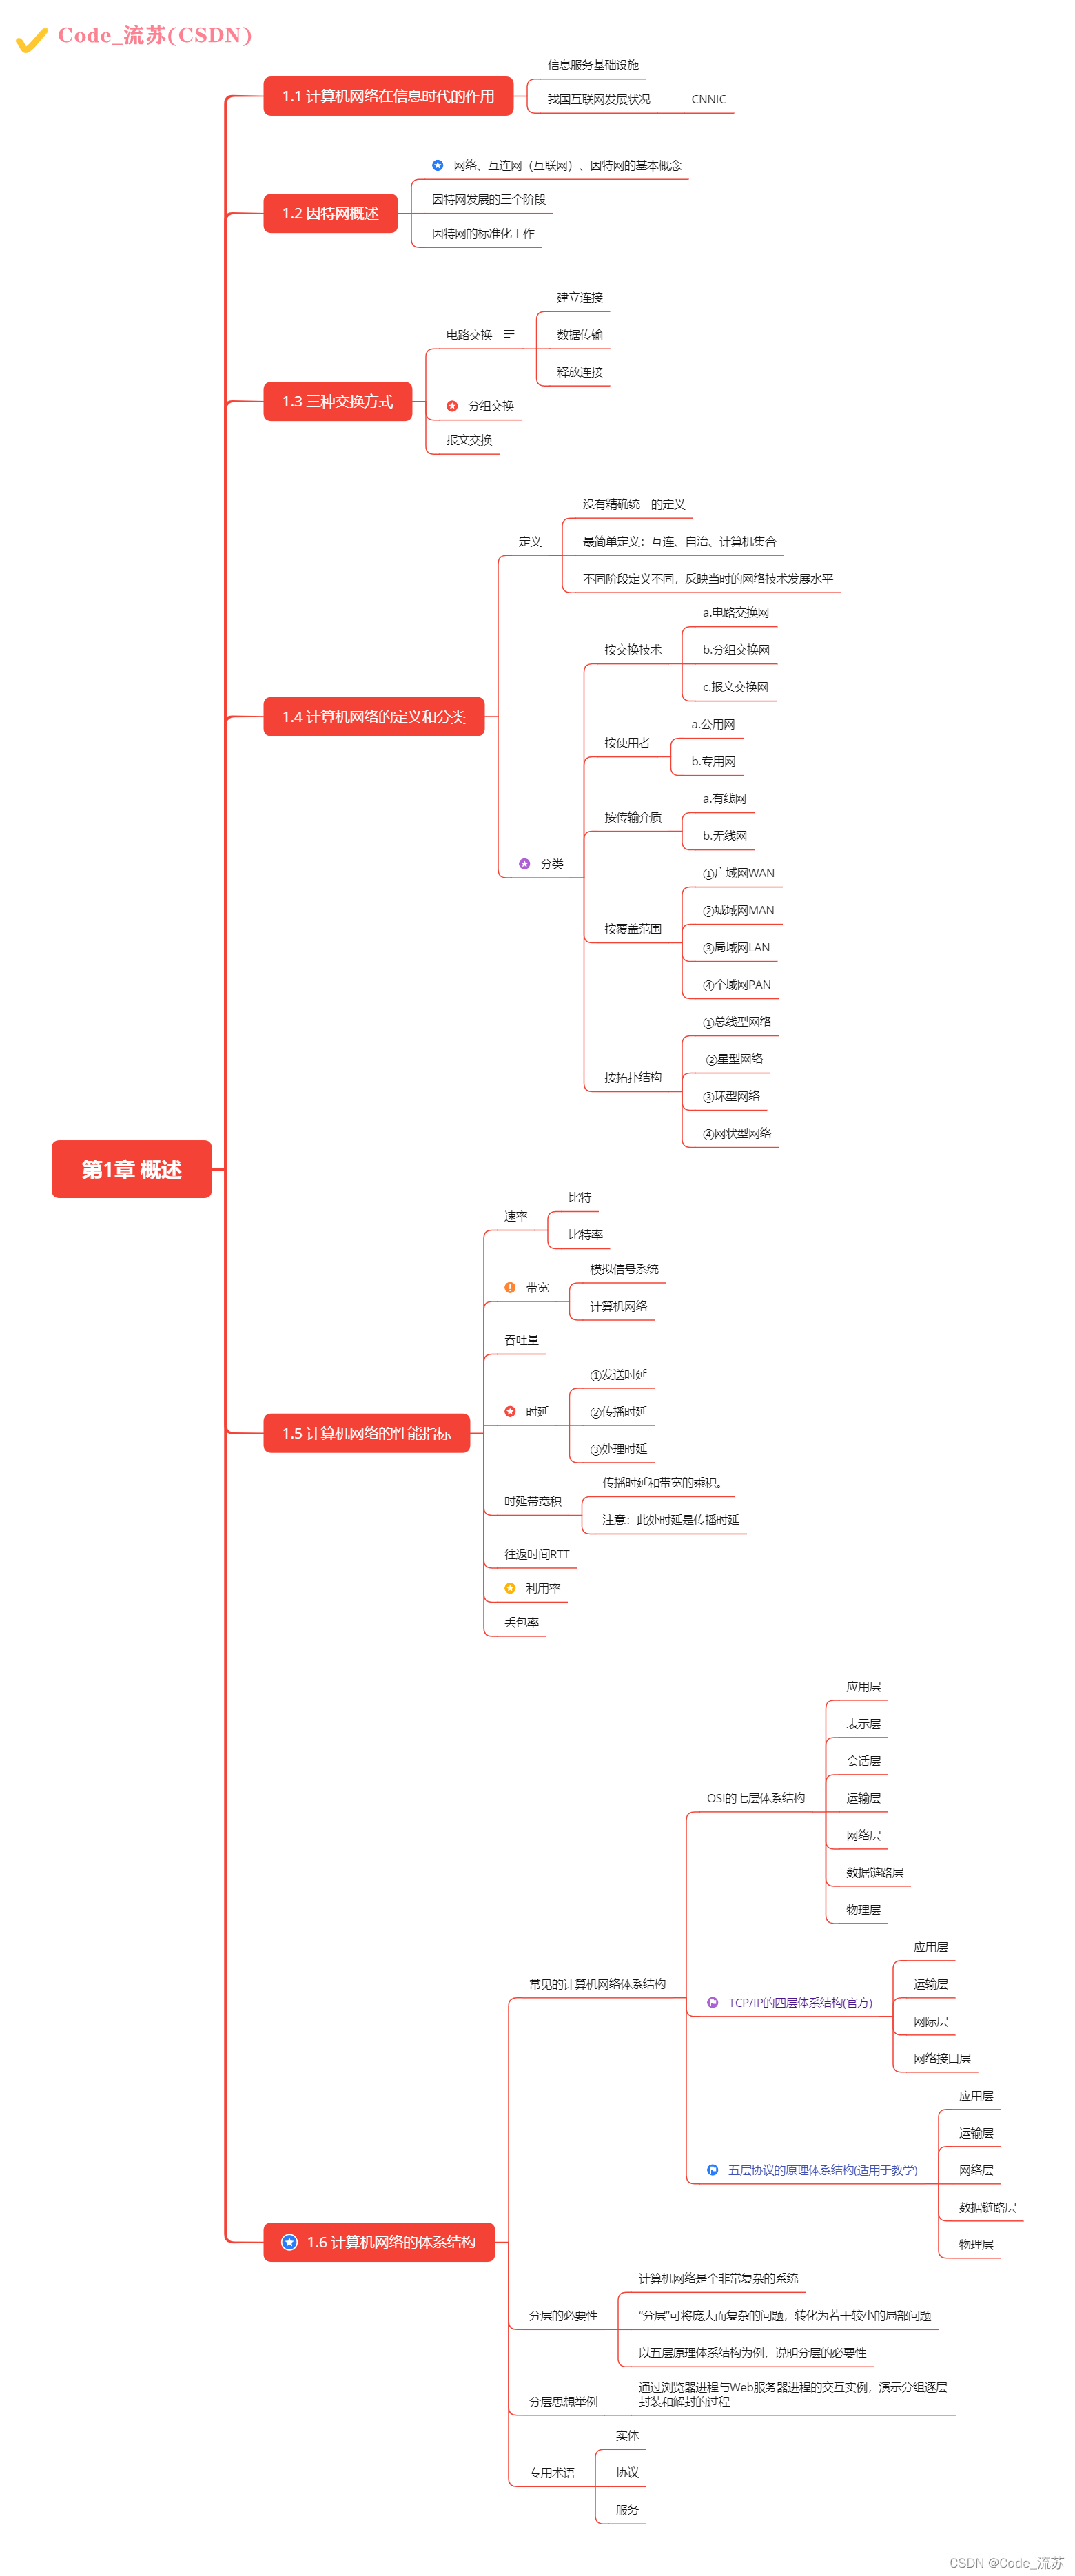 Code_流苏(CSDN)
第1章 概述
1.1 计算机网络在信息时代的作用
信息服务基础设施
我国互联网发展状况
CNNIC
1.2 因特网概述
网络、互连网（互联网）、因特网的基本概念
因特网发展的三个阶段
因特网的标准化工作
1.3 三种交换方式
电路交换
建立连接
数据传输
释放连接
分组交换
报文交换
1.4 计算机网络的定义和分类
定义
没有精确统一的定义
最简单定义：互连、自治、计算机集合
不同阶段定义不同，反映当时的网络技术发展水平
分类
按交换技术
a.电路交换网
b.分组交换网
c.报文交换网
按使用者
a.公用网
b.专用网
按传输介质
a.有线网
b.无线网
按覆盖范围
①广域网WAN
②城域网MAN
③局域网LAN
④个域网PAN
按拓扑结构
①总线型网络
②星型网络
③环型网络
④网状型网络
1.5 计算机网络的性能指标
速率
比特
比特率
带宽
模拟信号系统
计算机网络
吞吐量
时延
①发送时延
②传播时延
③处理时延
时延带宽积
传播时延和带宽的乘积。
注意：此处时延是传播时延
往返时间RTT
利用率
丢包率
1.6 计算机网络的体系结构
常见的计算机网络体系结构
OSI的七层体系结构
应用层
表示层
会话层
运输层
网络层
数据链路层
物理层
TCP/IP的四层体系结构(官方)
应用层
运输层
网际层
网络接口层
五层协议的原理体系结构(适用于教学)
应用层
运输层
网络层
数据链路层
物理层
分层的必要性
计算机网络是个非常复杂的系统
“分层”可将庞大而复杂的问题，转化为若干较小的局部问题
以五层原理体系结构为例，说明分层的必要性
分层思想举例
通过浏览器进程与Web服务器进程的交互实例，演示分组逐层
封装和解封的过程
专用术语
实体
协议
服务
CSDN @Code_流苏